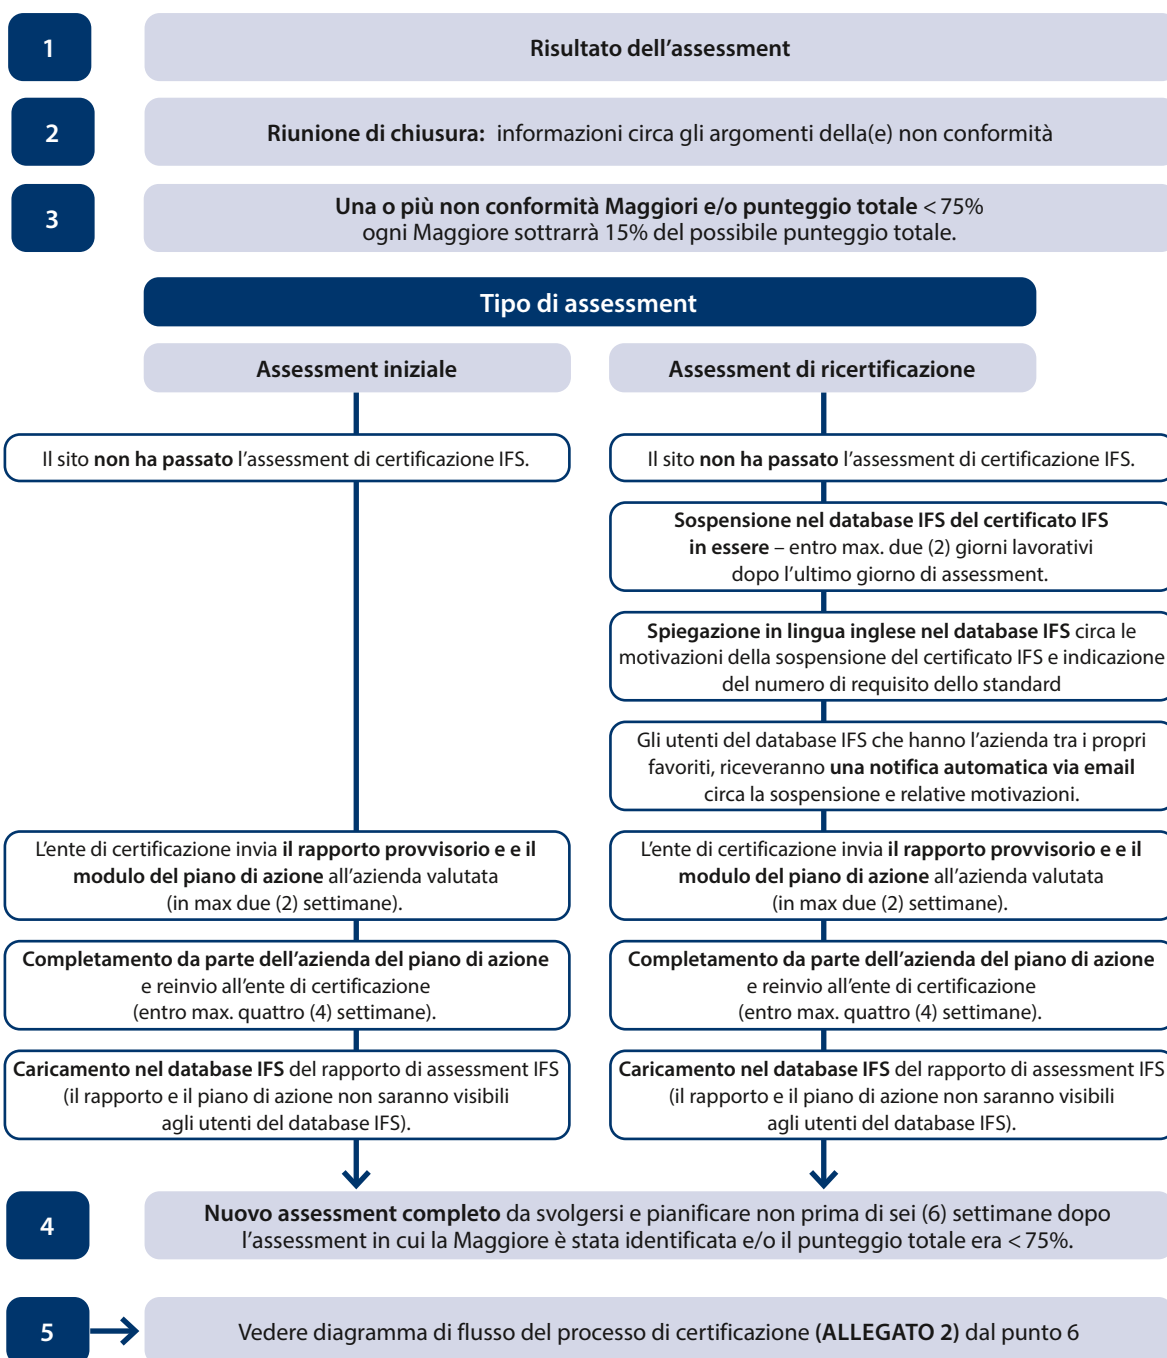 1
Risultato dell’assessment
2
Riunione di chiusura: informazioni circa gli argomenti della(e) non conformità
3
Una o più non conformità Maggiori e/o punteggio totale < 75%
ogni Maggiore sottrarrà 15% del possibile punteggio totale.
Tipo di assessment
Assessment iniziale
Il sito non ha passato l’assessment di certificazione IFS.
L’ente di certificazione invia il rapporto provvisorio e e il
modulo del piano di azione all’azienda valutata
(in max due (2) settimane).
Completamento da parte dell’azienda del piano di azione
e reinvio all’ente di certificazione
(entro max. quattro (4) settimane).
Caricamento nel database IFS del rapporto di assessment IFS
(il rapporto e il piano di azione non saranno visibili
agli utenti del database IFS).
Assessment di ricertificazione
Il sito non ha passato l’assessment di certificazione IFS.
Sospensione nel database IFS del certificato IFS
in essere – entro max. due (2) giorni lavorativi
dopo l’ultimo giorno di assessment.
Spiegazione in lingua inglese nel database IFS circa le
motivazioni della sospensione del certificato IFS e indicazione
del numero di requisito dello standard
Gli utenti del database IFS che hanno l’azienda tra i propri
favoriti, riceveranno una notifica automatica via email
circa la sospensione e relative motivazioni.
L’ente di certificazione invia il rapporto provvisorio e e il
modulo del piano di azione all’azienda valutata
(in max due (2) settimane).
Completamento da parte dell’azienda del piano di azione
e reinvio all’ente di certificazione
(entro max. quattro (4) settimane).
Caricamento nel database IFS del rapporto di assessment IFS
(il rapporto e il piano di azione non saranno visibili
agli utenti del database IFS).
4
Nuovo assessment completo da svolgersi e pianificare non prima di sei (6) settimane dopo
l’assessment in cui la Maggiore è stata identificata e/o il punteggio totale era < 75%.
5
Vedere diagramma di flusso del processo di certificazione (ALLEGATO 2) dal punto 6